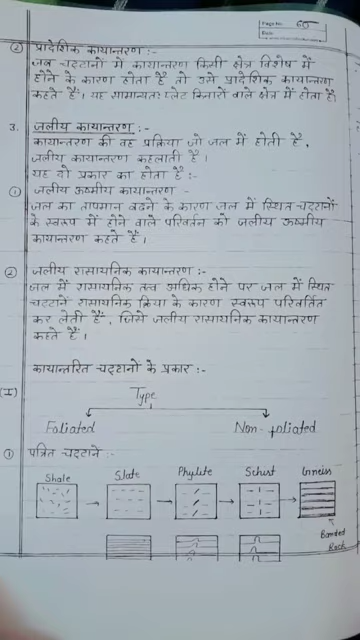 Page No. 60
Date
② प्रादेशिक कायान्तरण :-
जब चट्टानों में कायान्तरण किसी क्षेत्र विशेष में
होने के कारण होता है तो उसे प्रादेशिक कायान्तरण
कहते हैं। यह सामान्यतः प्लेट किनारों वाले क्षेत्र में होता है।
3. जलीय कायान्तरण :-
कायान्तरण की वह प्रक्रिया जो जल में होती है,
जलीय कायान्तरण कहलाती है।
यह दो प्रकार का होता है :-
① जलीय ऊष्मीय कायान्तरण -
जल का तापमान बढ़ने के कारण जल में स्थित चट्टानों
के स्वरूप में होने वाले परिवर्तन को जलीय ऊष्मीय
कायान्तरण कहते हैं।
② जलीय रासायनिक कायान्तरण :-
जल में रासायनिक तत्व अधिक होने पर जल में स्थित
चट्टानें रासायनिक क्रिया के कारण स्वरूप परिवर्तित
कर लेती हैं, जिसे जलीय रासायनिक कायान्तरण
कहते हैं।
कायान्तरित चट्टानों के प्रकार :-
(I) Type
Foliated Non-foliated
① पत्रित चट्टाने :-
Shale Slate Phylite Schist Gneiss
Banded Rock